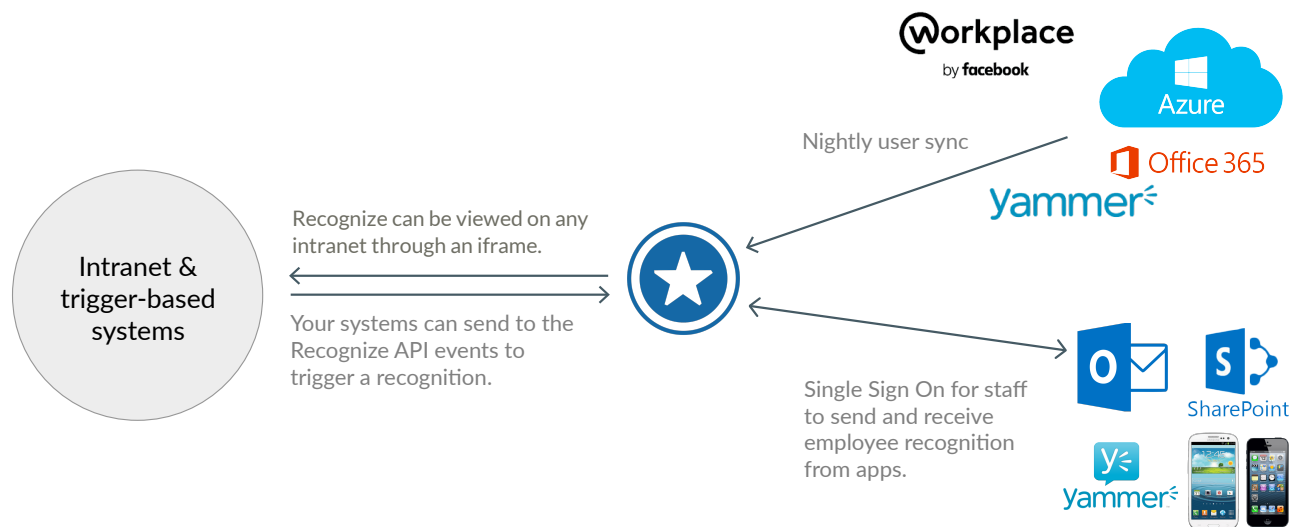 Workplace
by facebook
Azure
Nightly user sync
Office 365
yammer
Recognize can be viewed on any
intranet through an iframe.
Intranet &
trigger-based
systems
Your systems can send to the
Recognize API events to
trigger a recognition.
O
S
SharePoint
Single Sign On for staff
to send and receive
employee recognition
from apps.
y
yammer
12:45